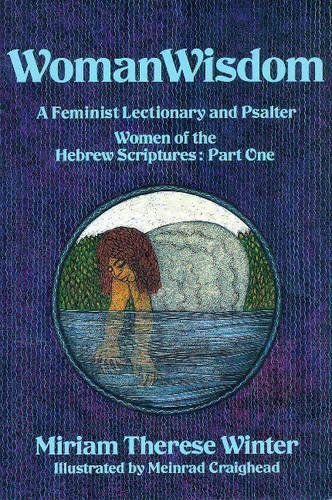 WomanWisdom
A Feminist Lectionary and Psalter
Women of the
Hebrew Scriptures: Part One
Miriam Therese Winter
Illustrated by Meinrad Craighead